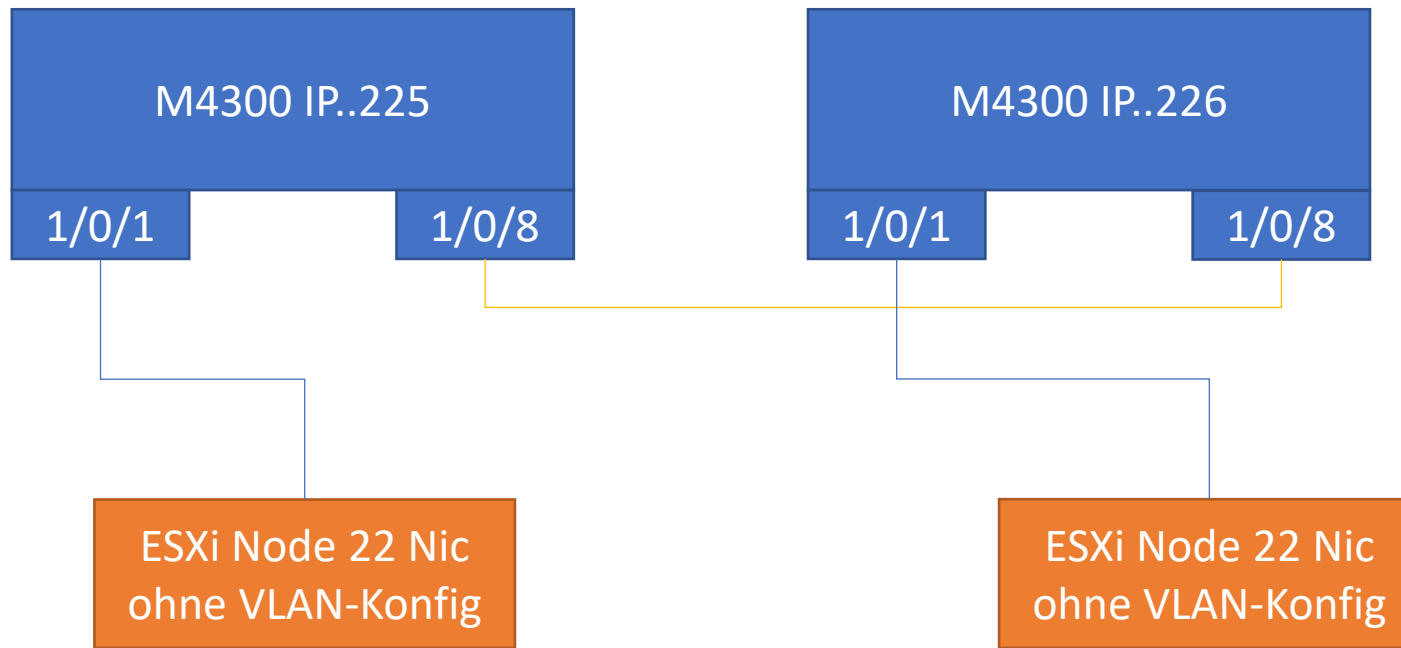 M4300 IP..225
M4300 IP..226
1/0/1
1/0/8
1/0/1
1/0/8
ESXi Node 22 Nic
ohne VLAN-Konfig
ESXi Node 22 Nic
ohne VLAN-Konfig